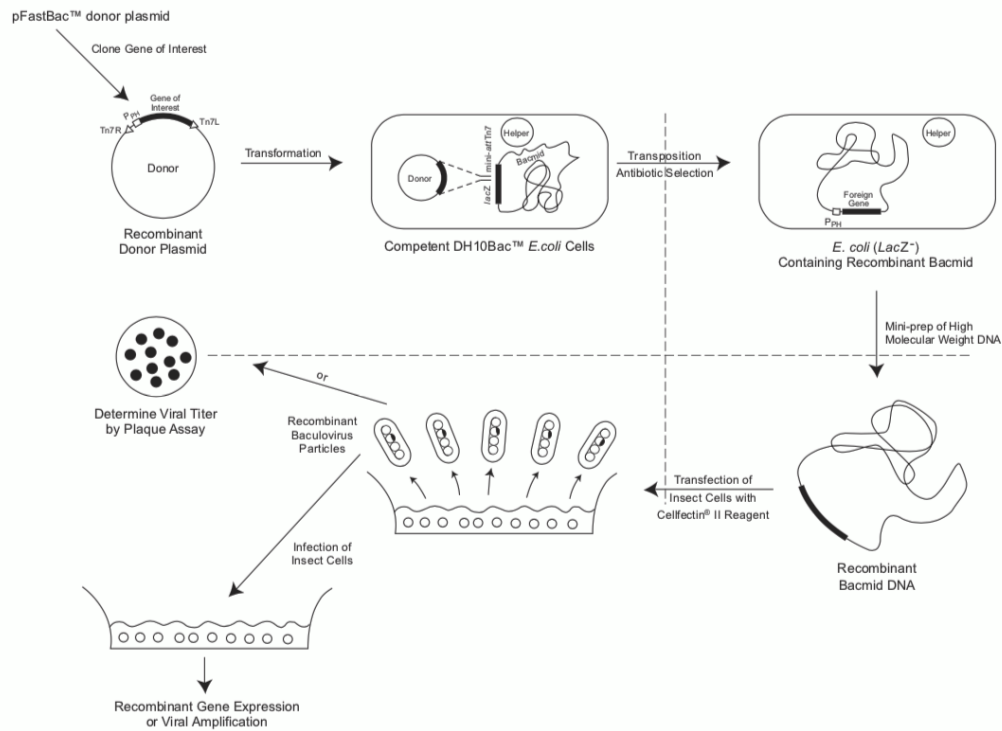 pFastBac™ donor plasmid
Clone Gene of Interest
PPH
Gene of
Interest
Tn7R
Tn7L
Donor
Recombinant
Donor Plasmid
Transformation
Donor
lacZ
mini-attTn7
Helper
Bacmid
Competent DH10Bac™ E.coli Cells
Transposition
Antibiotic Selection
Helper
Foreign
Gene
PPH
E. coli (LacZ⁻)
Containing Recombinant Bacmid
Mini-prep of High
Molecular Weight DNA
Determine Viral Titer
by Plaque Assay
or
Recombinant
Baculovirus
Particles
Transfection of
Insect Cells with
Cellfectin® II Reagent
Recombinant
Bacmid DNA
Infection of
Insect Cells
Recombinant Gene Expression
or Viral Amplification